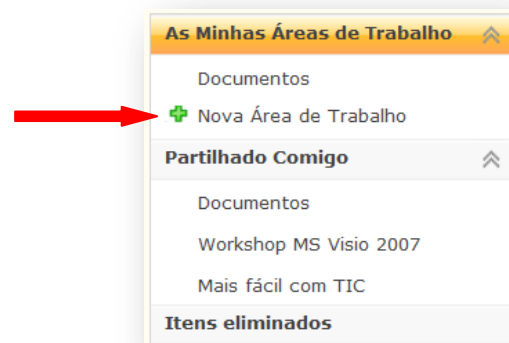 As Minhas Áreas de Trabalho
Documentos
Nova Área de Trabalho
Partilhado Comigo
Documentos
Workshop MS Visio 2007
Mais fácil com TIC
Itens eliminados